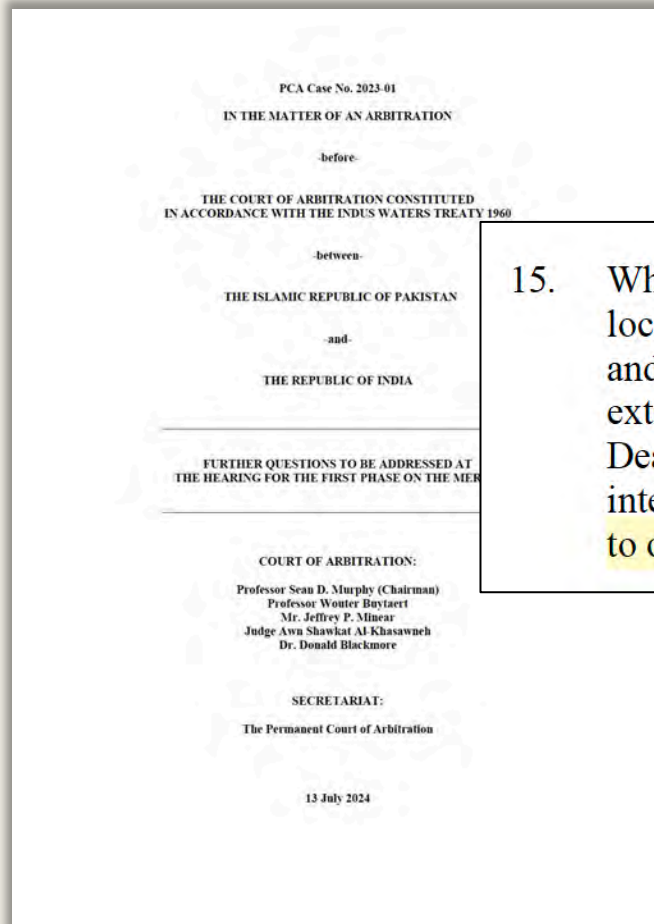 PCA Case No. 2023-01
IN THE MATTER OF AN ARBITRATION
-before-
THE COURT OF ARBITRATION CONSTITUTED
IN ACCORDANCE WITH THE INDUS WATERS TREATY 1960
-between-
THE ISLAMIC REPUBLIC OF PAKISTAN
-and-
THE REPUBLIC OF INDIA
FURTHER QUESTIONS TO BE ADDRESSED AT
THE HEARING FOR THE FIRST PHASE ON THE
COURT OF ARBITRATION:
Professor Sean D. Murphy (Chairman)
Professor Wouter Buytaert
Mr. Jeffrey P. Minear
Judge Awn Shawkat Al-Khasawneh
Dr. Donald Blackmore
SECRETARIAT:
The Permanent Court of Arbitration
13 July 2024
15.
and
to